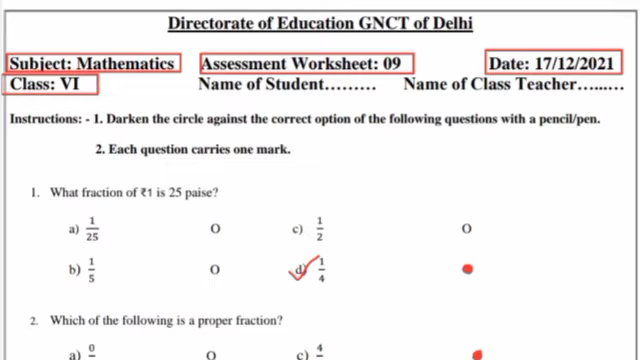 Directorate of Education GNCT of Delhi
Subject: Mathematics Assessment Worksheet: 09 Date: 17/12/2021
Class: VI Name of Student……… Name of Class Teacher…......
Instructions: - 1. Darken the circle against the correct option of the following questions with a pencil/pen.
2. Each question carries one mark.
1. What fraction of ₹1 is 25 paise?
a) 1/25 O c) 1/2 O
b) 1/5 O d) 1/4
2. Which of the following is a proper fraction?
a) 0 O c) 4